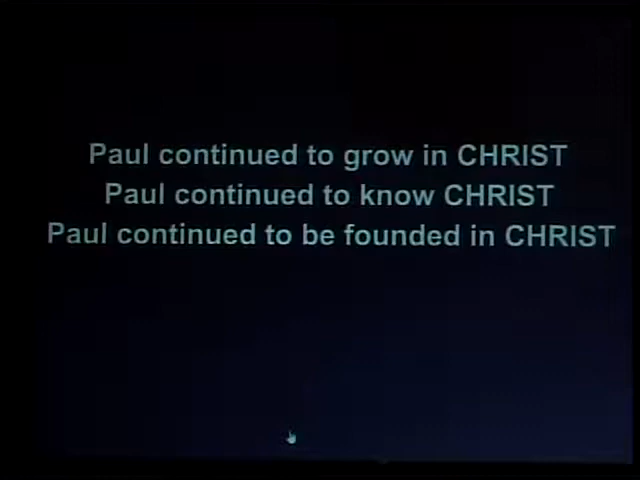 Paul continued to grow in CHRIST
Paul continued to know CHRIST
Paul continued to be founded in CHRIST